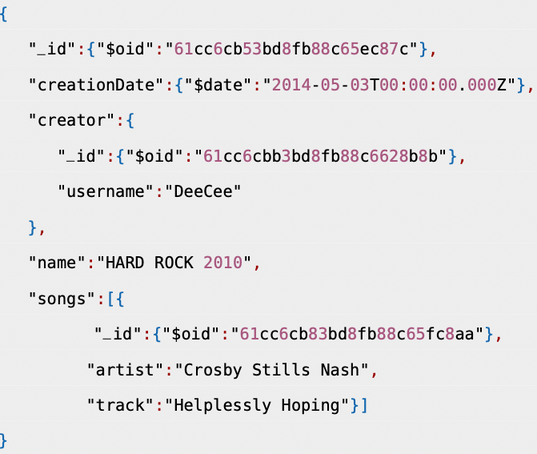 {
"_id":{"$oid":"61cc6cb53bd8fb88c65ec87c"},
"creationDate":{"$date":"2014-05-03T00:00:00.000Z"},
"creator":{
"_id":{"$oid":"61cc6cbb3bd8fb88c6628b8b"},
"username":"DeeCee"
},
"name":"HARD ROCK 2010",
"songs":[{
"_id":{"$oid":"61cc6cb83bd8fb88c65fc8aa"},
"artist":"Crosby Stills Nash",
"track":"Helplessly Hoping"}]
}